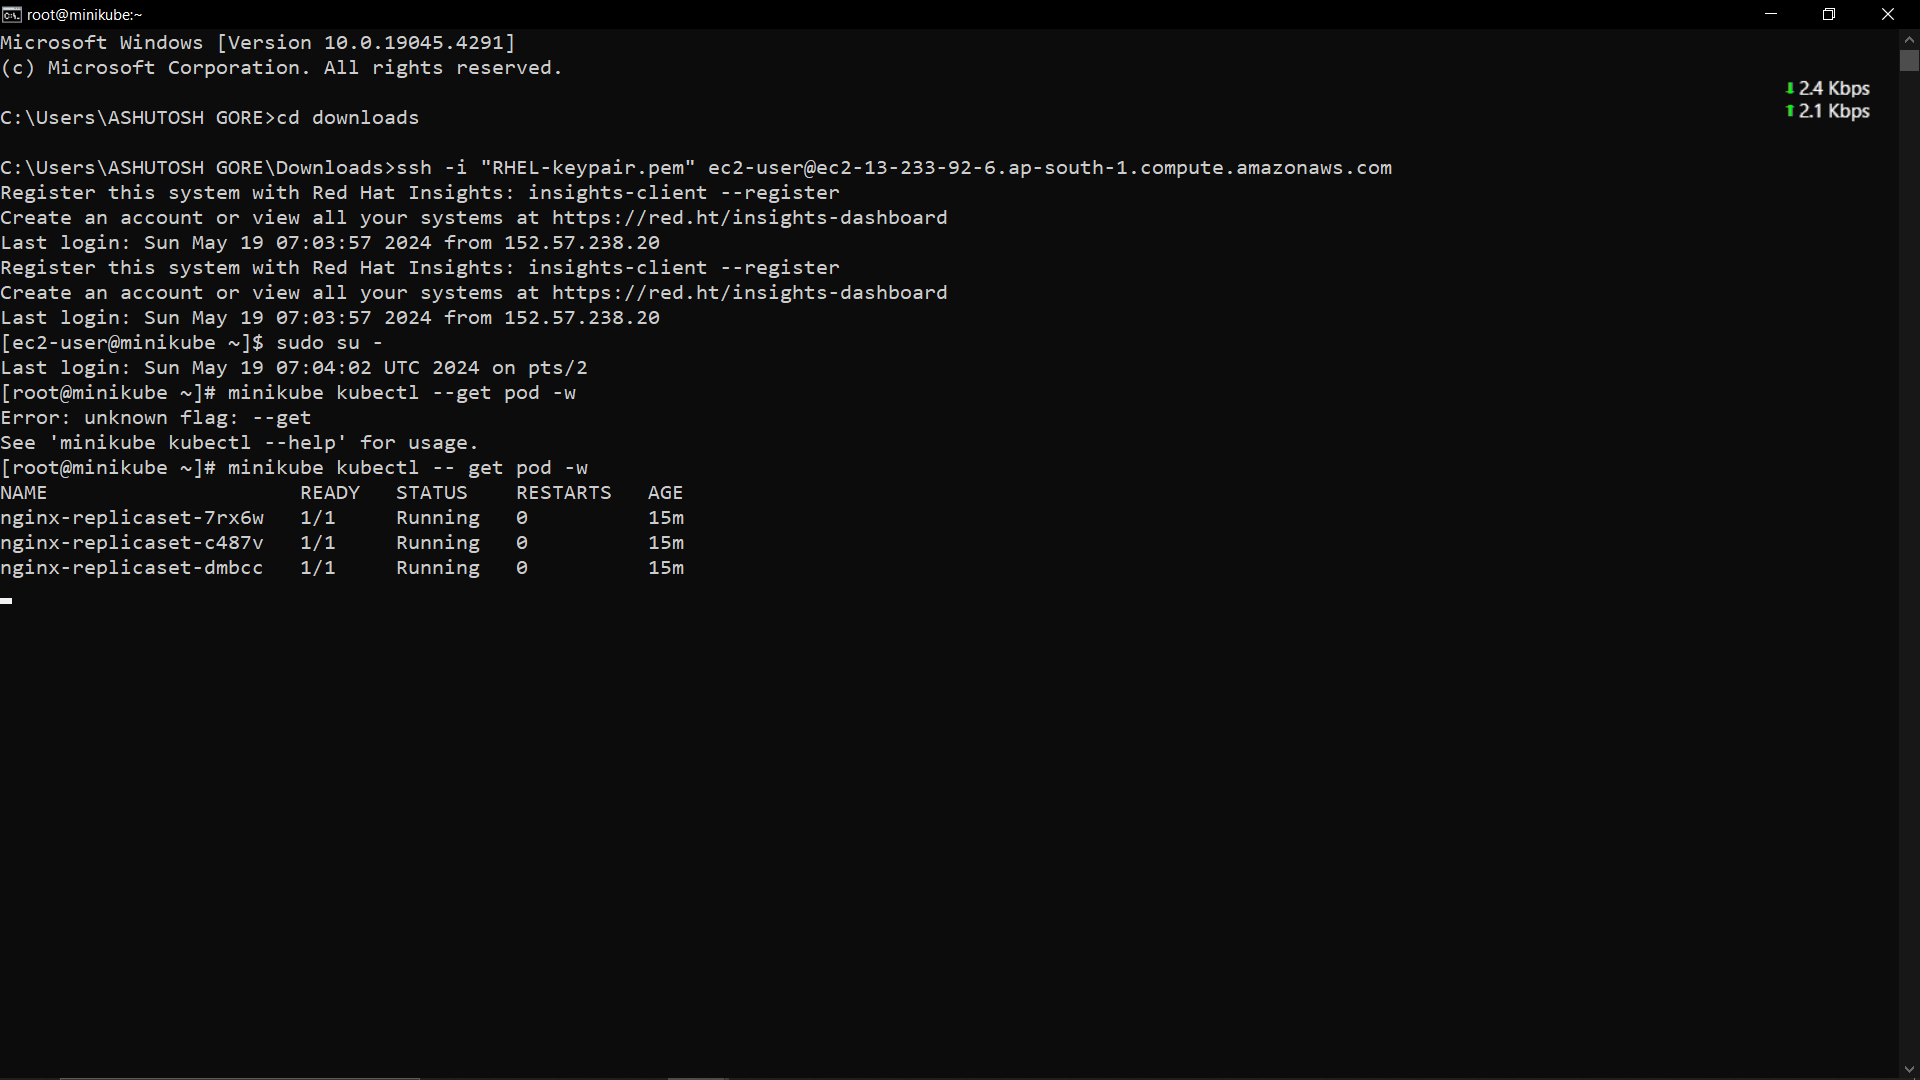 root@minikube:~
Microsoft Windows [Version 10.0.19045.4291]
(c) Microsoft Corporation. All rights reserved.
2.4 Kbps
2.1 Kbps
C:\Users\ASHUTOSH GORE>cd downloads
C:\Users\ASHUTOSH GORE\Downloads>ssh -i "RHEL-keypair.pem" ec2-user@ec2-13-233-92-6.ap-south-1.compute.amazonaws.com
Register this system with Red Hat Insights: insights-client --register
Create an account or view all your systems at https://red.ht/insights-dashboard
Last login: Sun May 19 07:03:57 2024 from 152.57.238.20
Register this system with Red Hat Insights: insights-client --register
Create an account or view all your systems at https://red.ht/insights-dashboard
Last login: Sun May 19 07:03:57 2024 from 152.57.238.20
[ec2-user@minikube ~]$ sudo su -
Last login: Sun May 19 07:04:02 UTC 2024 on pts/2
[root@minikube ~]# minikube kubectl --get pod -w
Error: unknown flag: --get
See 'minikube kubectl --help' for usage.
[root@minikube ~]# minikube kubectl -- get pod -w
NAME                     READY   STATUS    RESTARTS   AGE
nginx-replicaset-7rx6w   1/1     Running   0          15m
nginx-replicaset-c487v   1/1     Running   0          15m
nginx-replicaset-dmbcc   1/1     Running   0          15m